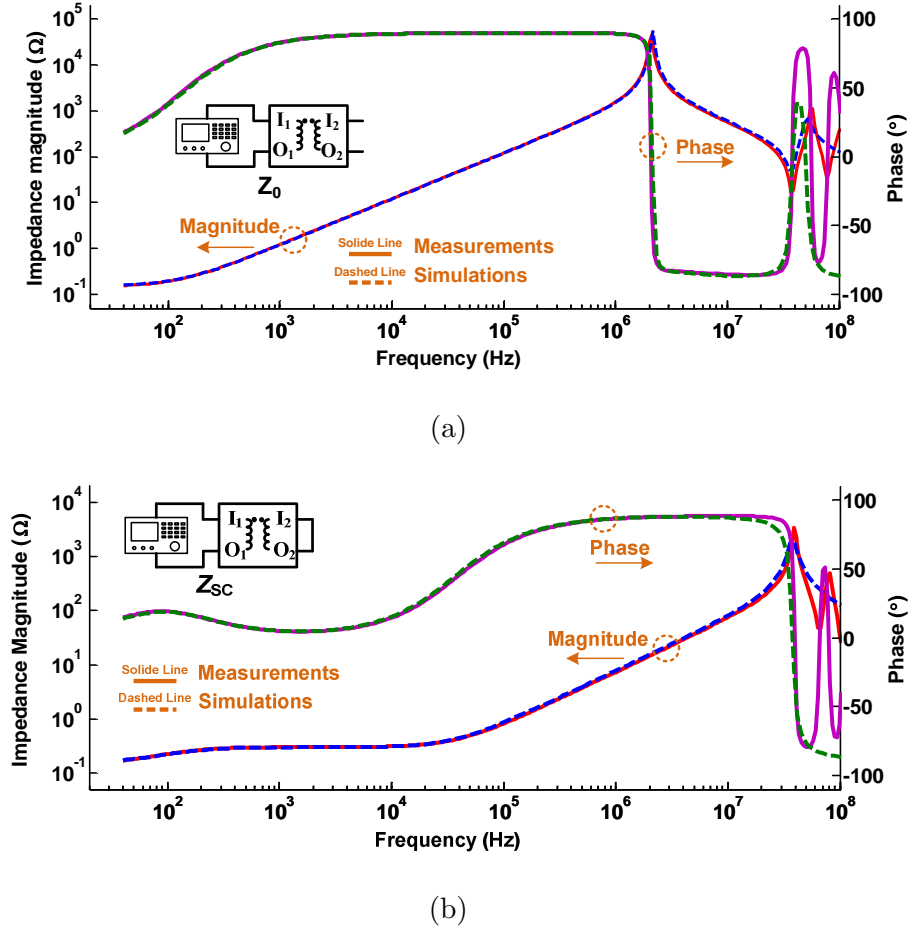 10^5
10^4
10^3
10^2
10^1
10^0
10^-1
Impedance magnitude (Ω)
100
50
0
-50
-100
Phase (°)
I1 I2
O1 O2
Z0
Phase
Magnitude
Solide Line Measurements
Dashed Line Simulations
10^2 10^3 10^4 10^5 10^6 10^7 10^8
Frequency (Hz)
(a)
10^4
10^3
10^2
10^1
10^0
10^-1
Impedance Magnitude (Ω)
100
50
0
-50
-100
Phase (°)
I1 I2
O1 O2
ZSC
Phase
Magnitude
Solide Line Measurements
Dashed Line Simulations
10^2 10^3 10^4 10^5 10^6 10^7 10^8
Frequency (Hz)
(b)